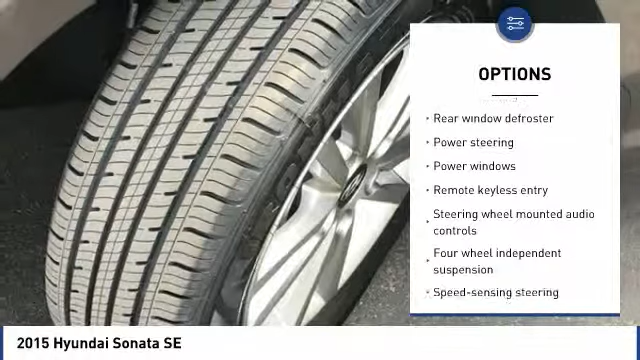 OPTIONS
Rear window defroster
Power steering
Power windows
Remote keyless entry
Steering wheel mounted audio
controls
Four wheel independent
suspension
Speed-sensing steering
2015 Hyundai Sonata SE